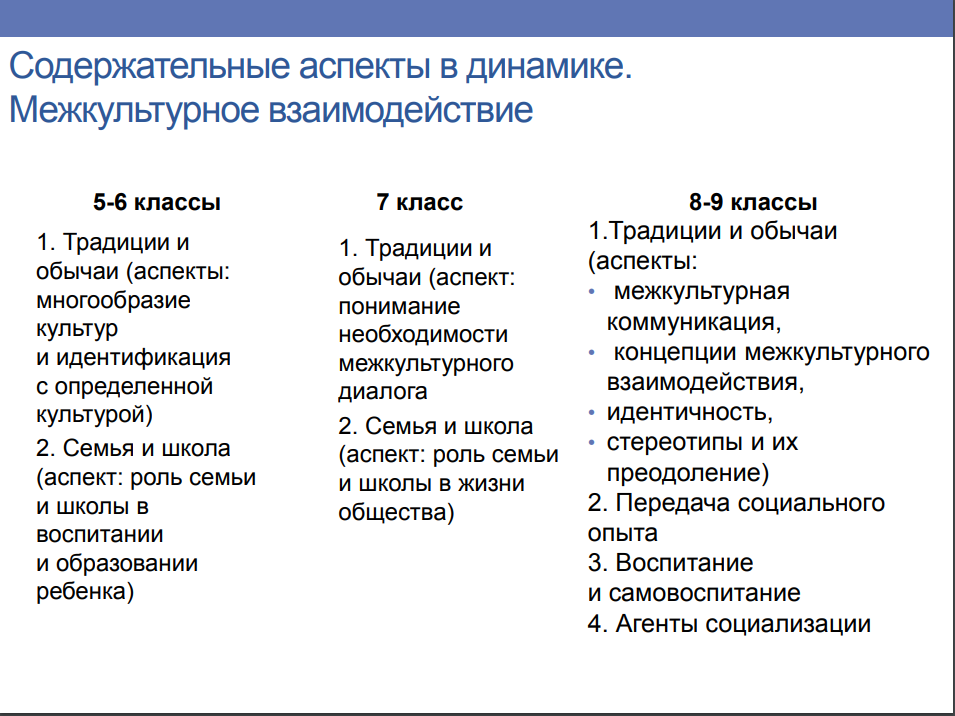 Содержательные аспекты в динамике.
Межкультурное взаимодействие
5-6 классы
1. Традиции и
обычаи (аспекты:
многообразие
культур
и идентификация
с определенной
культурой)
2. Семья и школа
(аспект: роль семьи
и школы в
воспитании
и образовании
ребенка)
7 класс
1. Традиции и
обычаи (аспект:
понимание
необходимости
межкультурного
диалога
2. Семья и школа
(аспект: роль семьи
и школы в жизни
общества)
8-9 классы
1.Традиции и обычаи
(аспекты:
• межкультурная
коммуникация,
• концепции межкультурного
взаимодействия,
• идентичность,
• стереотипы и их
преодоление)
2. Передача социального
опыта
3. Воспитание
и самовоспитание
4. Агенты социализации